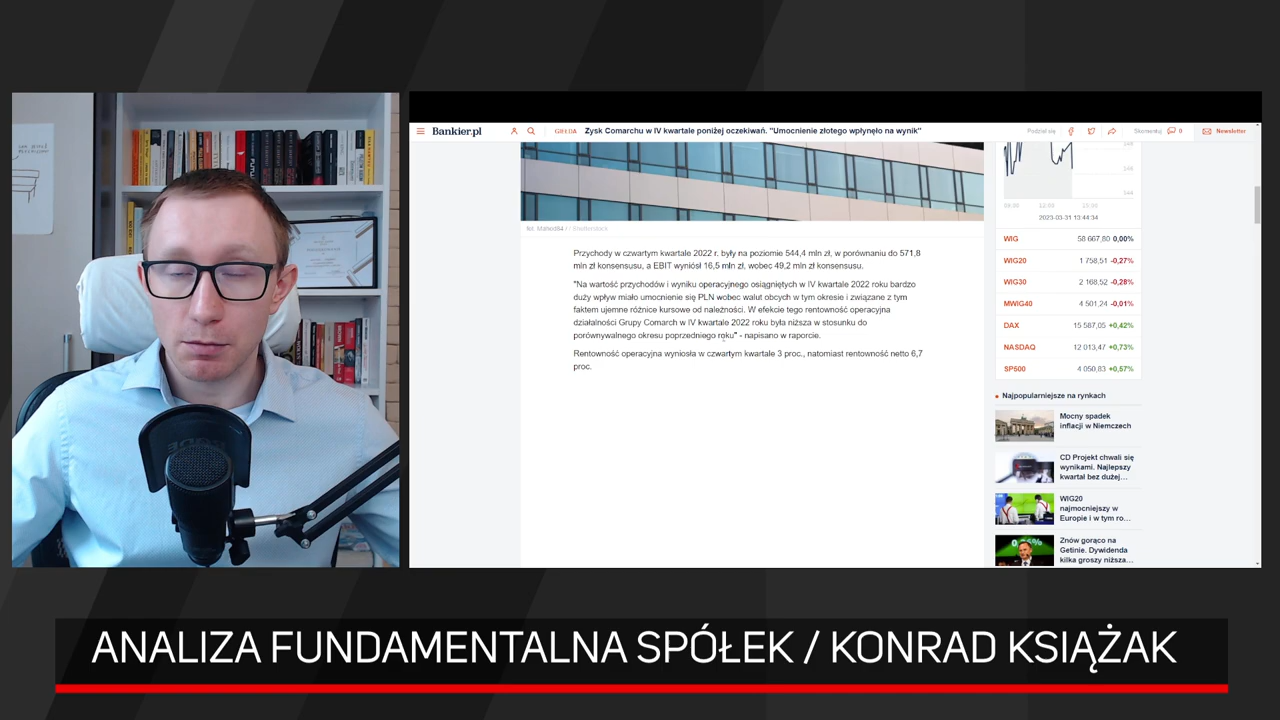 Bankier.pl
GIEŁDA
Zysk Comarchu w IV kwartale poniżej oczekiwań. "Umocnienie złotego wpłynęło na wynik"
Podziel się
Skomentuj 0
Newsletter
2023-03-31 13:44:34
Przychody w czwartym kwartale 2022 r. były na poziomie 544,4 mln zł, w porównaniu do 571,8
mln zł konsensusu, a EBIT wyniósł 16,5 mln zł, wobec 49,2 mln zł konsensusu.
"Na wartość przychodów i wyniku operacyjnego osiągniętych w IV kwartale 2022 roku bardzo
duży wpływ miało umocnienie się PLN wobec walut obcych w tym okresie i związane z tym
faktem ujemne różnice kursowe od należności. W efekcie tego rentowność operacyjna
działalności Grupy Comarch w IV kwartale 2022 roku była niższa w stosunku do
porównywalnego okresu poprzedniego roku" - napisano w raporcie.
Rentowność operacyjna wyniosła w czwartym kwartale 3 proc., natomiast rentowność netto 6,7
proc.
WIG 58 667,80 0,00%
WIG20 1 758,51 -0,27%
WIG30 2 168,52 -0,28%
MWIG40 4 501,24 -0,01%
DAX 15 587,05 +0,42%
NASDAQ 12 013,47 +0,73%
SP500 4 050,83 +0,57%
Najpopularniejsze na rynkach
Mocny spadek
inflacji w Niemczech
CD Projekt chwali się
wynikami. Najlepszy
kwartał bez dużej...
WIG20
najmocniejszy w
Europie i w tym ro...
Znów gorąco na
Getinie. Dywidenda
kilka groszy niższa...
ANALIZA FUNDAMENTALNA SPÓŁEK / KONRAD KSIĄŻAK